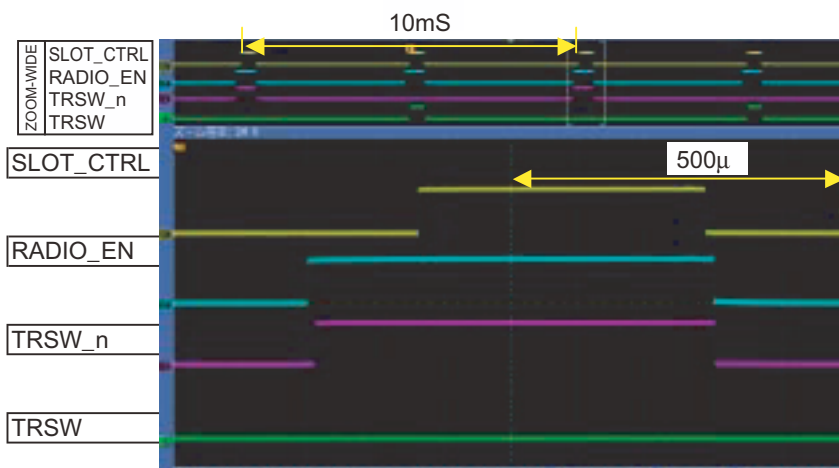 10mS
ZOOM-WIDE
SLOT_CTRL
RADIO_EN
TRSW_n
TRSW
SLOT_CTRL
500μ
RADIO_EN
TRSW_n
TRSW